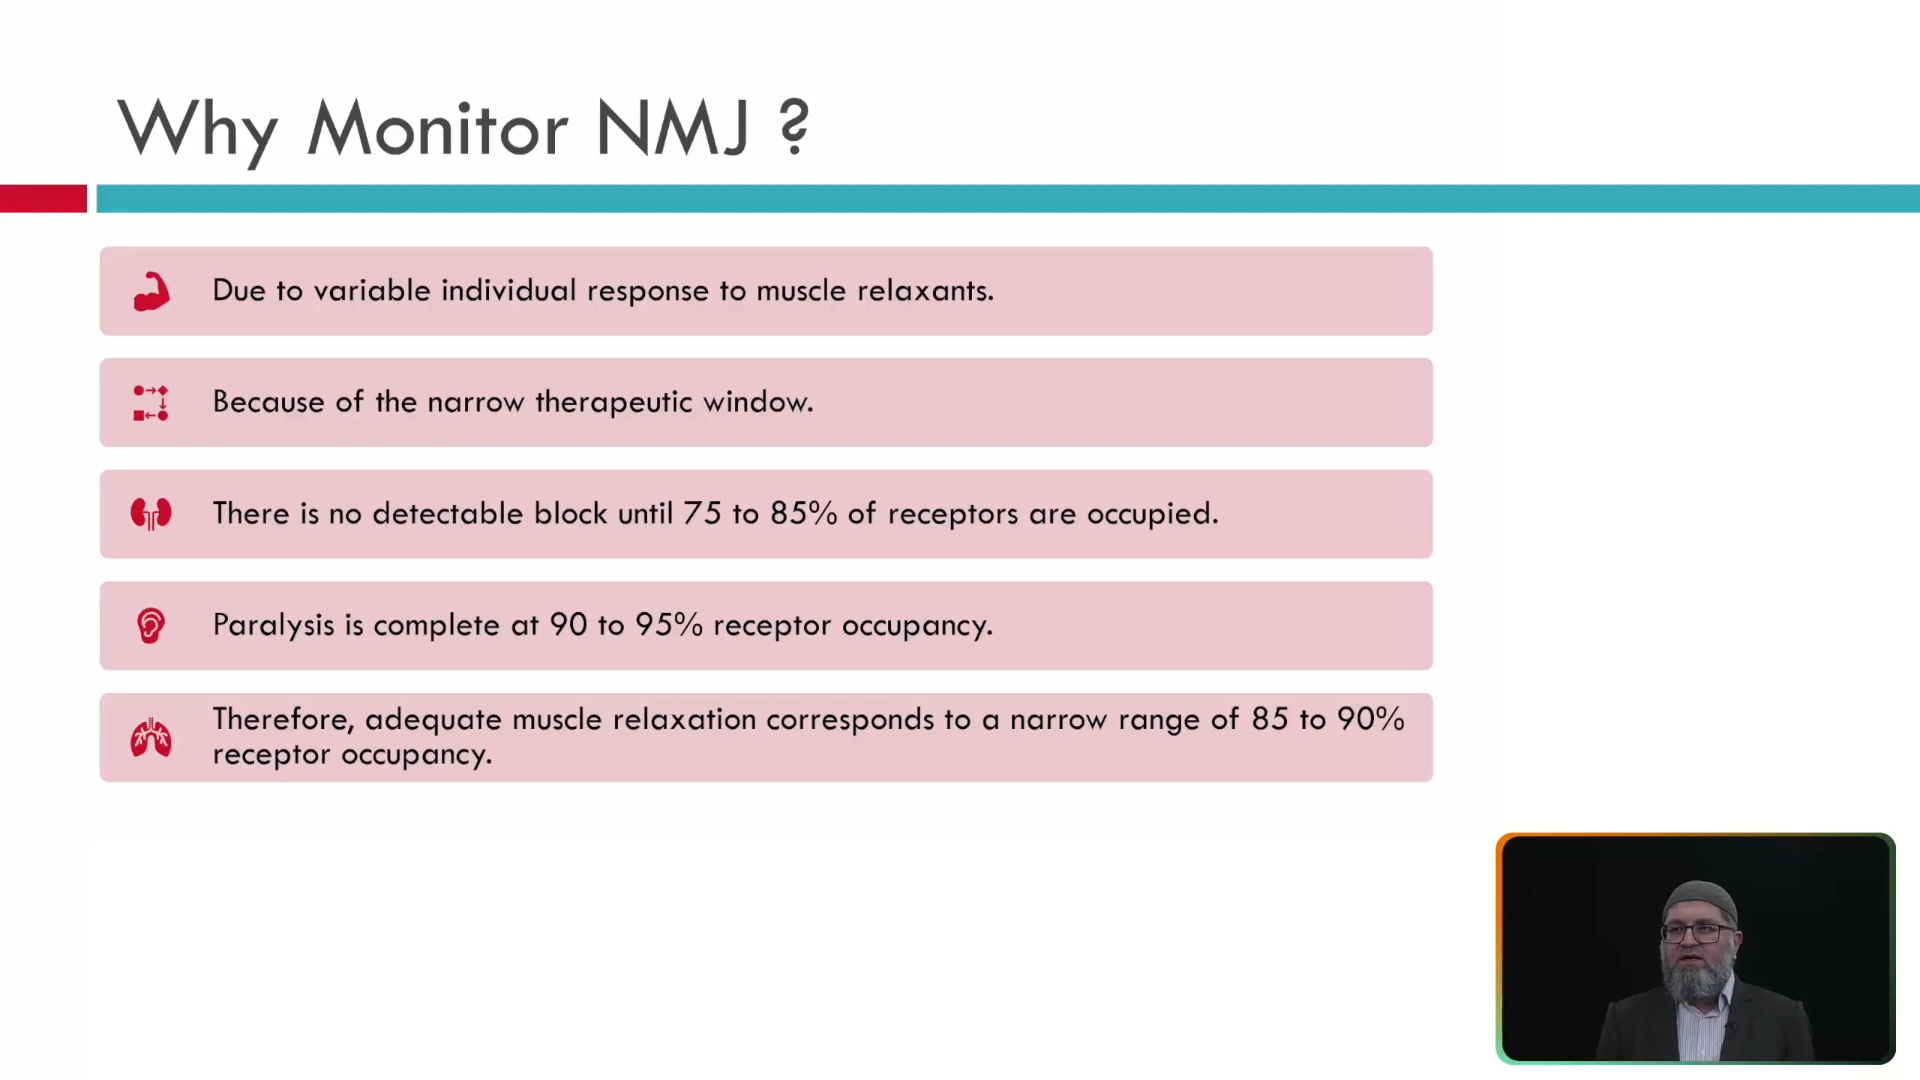 Why Monitor NMJ ?
Due to variable individual response to muscle relaxants.
Because of the narrow therapeutic window.
There is no detectable block until 75 to 85% of receptors are occupied.
Paralysis is complete at 90 to 95% receptor occupancy.
Therefore, adequate muscle relaxation corresponds to a narrow range of 85 to 90%
receptor occupancy.